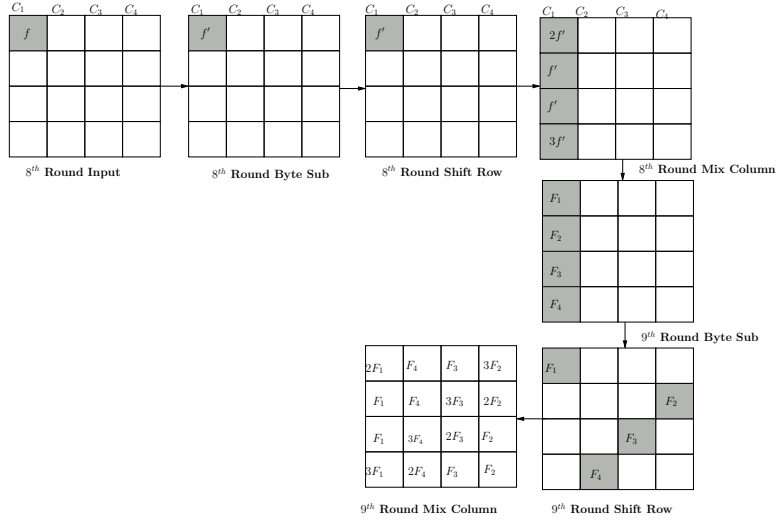 C₁ C₂ C₃ C₄
f
8ᵗʰ Round Input
C₁ C₂ C₃ C₄
f′
8ᵗʰ Round Byte Sub
C₁ C₂ C₃ C₄
f′
8ᵗʰ Round Shift Row
C₁ C₂ C₃ C₄
2f′
f′
f′
3f′
8ᵗʰ Round Mix Column
F₁
F₂
F₃
F₄
9ᵗʰ Round Byte Sub
F₁
F₂
F₃
F₄
9ᵗʰ Round Shift Row
2F₁ F₄ F₃ 3F₂
F₁ F₄ 3F₃ 2F₂
F₁ 3F₄ 2F₃ F₂
3F₁ 2F₄ F₃ F₂
9ᵗʰ Round Mix Column